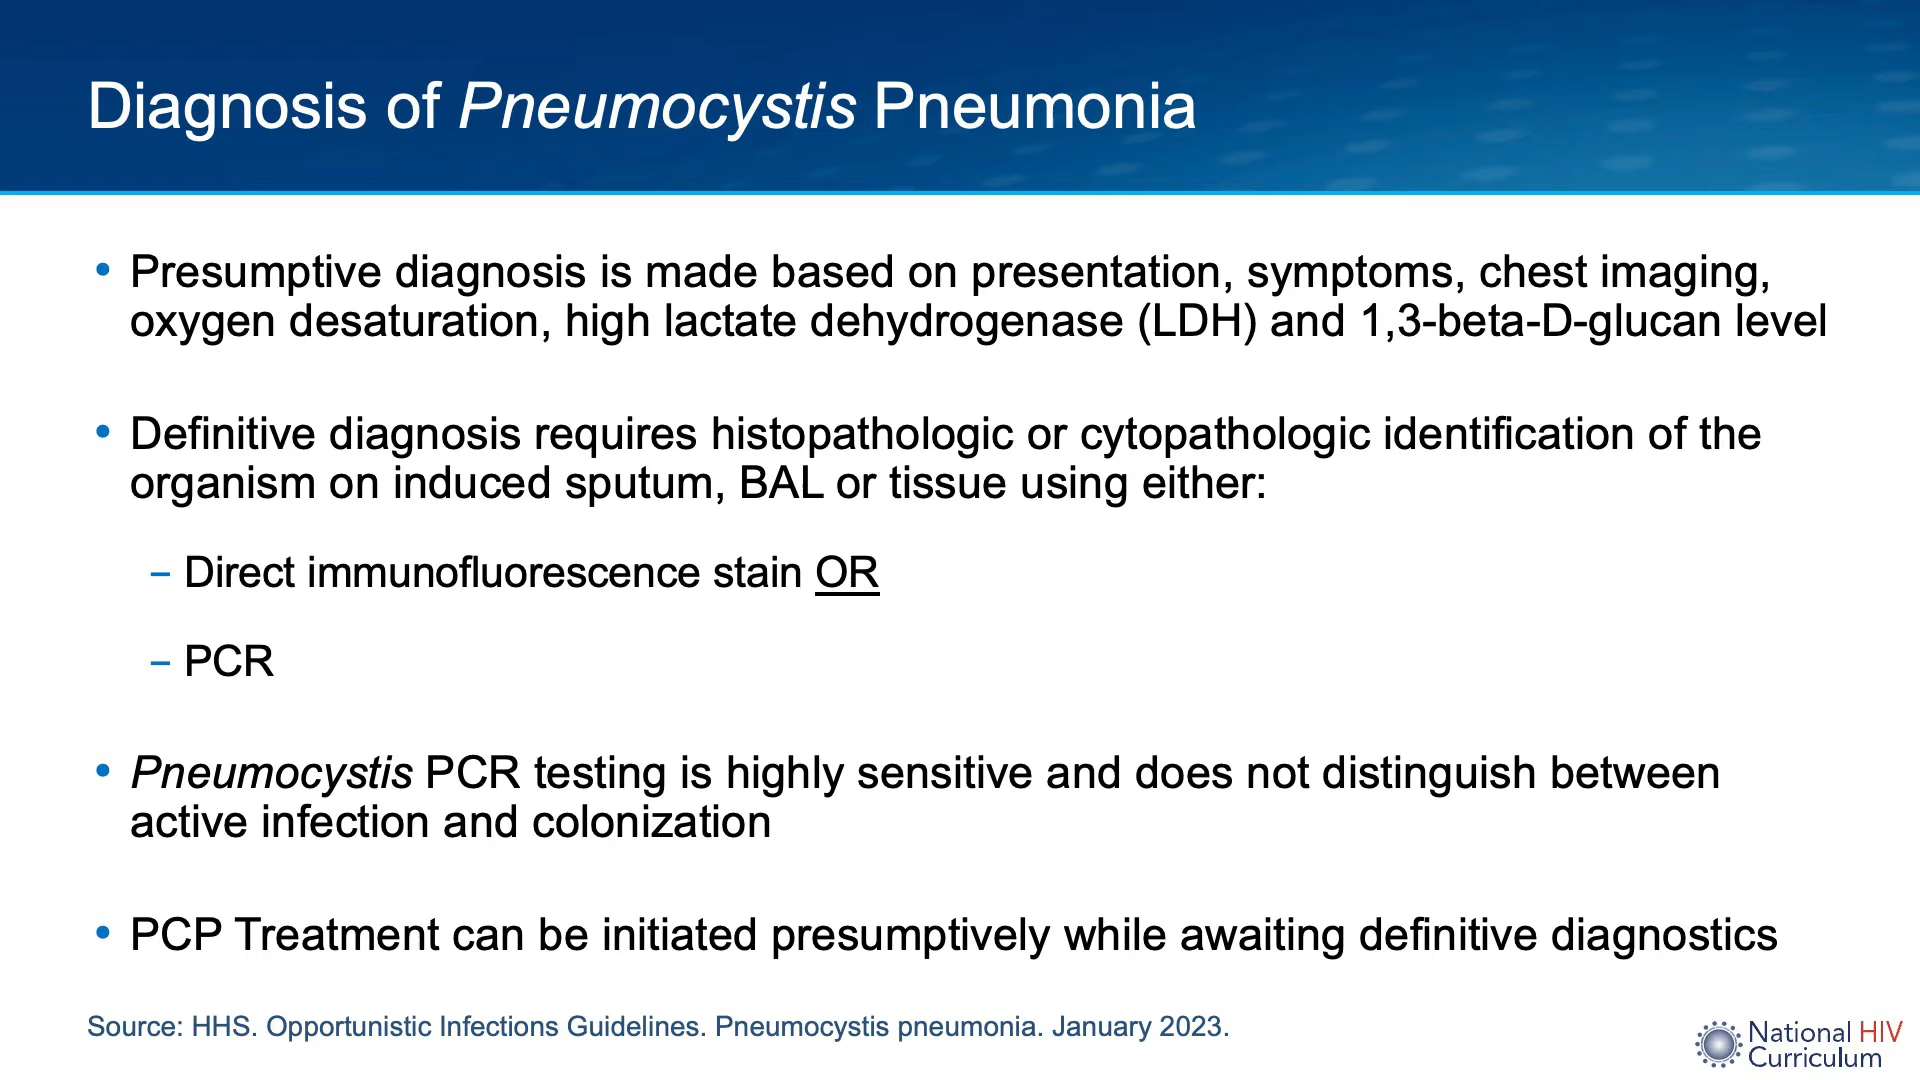 Diagnosis of Pneumocystis Pneumonia
• Presumptive diagnosis is made based on presentation, symptoms, chest imaging,
oxygen desaturation, high lactate dehydrogenase (LDH) and 1,3-beta-D-glucan level
• Definitive diagnosis requires histopathologic or cytopathologic identification of the
organism on induced sputum, BAL or tissue using either:
– Direct immunofluorescence stain OR
– PCR
• Pneumocystis PCR testing is highly sensitive and does not distinguish between
active infection and colonization
• PCP Treatment can be initiated presumptively while awaiting definitive diagnostics
Source: HHS. Opportunistic Infections Guidelines. Pneumocystis pneumonia. January 2023.
National HIV
Curriculum